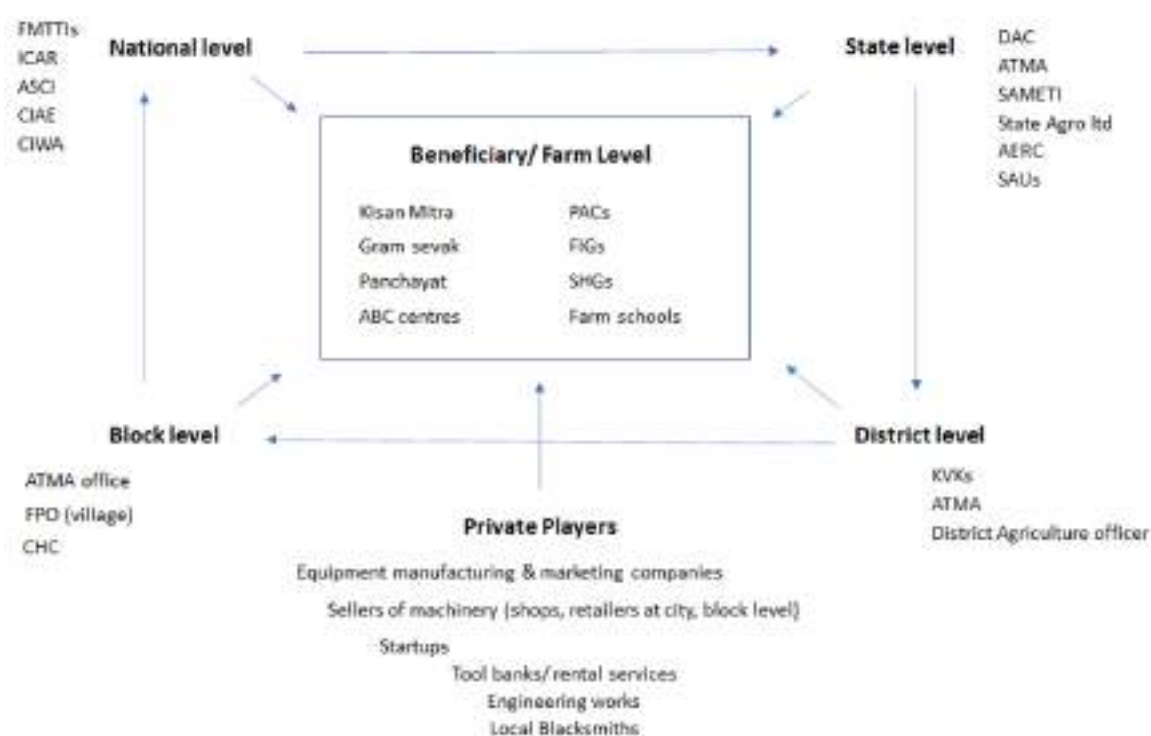 FMTTIs
ICAR
ASCI
CIAE
CIWA
National level
State level
DAC
ATMA
SAMETI
State Agro ltd
AERC
SAUs
Beneficiary/ Farm Level
Kisan Mitra
PACs
Gram sevak
FIGs
Panchayat
SHGs
ABC centres
Farm schools
Block level
ATMA office
FPO (village)
CHC
District level
KVKs
ATMA
District Agriculture officer
Private Players
Equipment manufacturing & marketing companies
Sellers of machinery (shops, retailers at city, block level)
Startups
Tool banks/ rental services
Engineering works
Local Blacksmiths